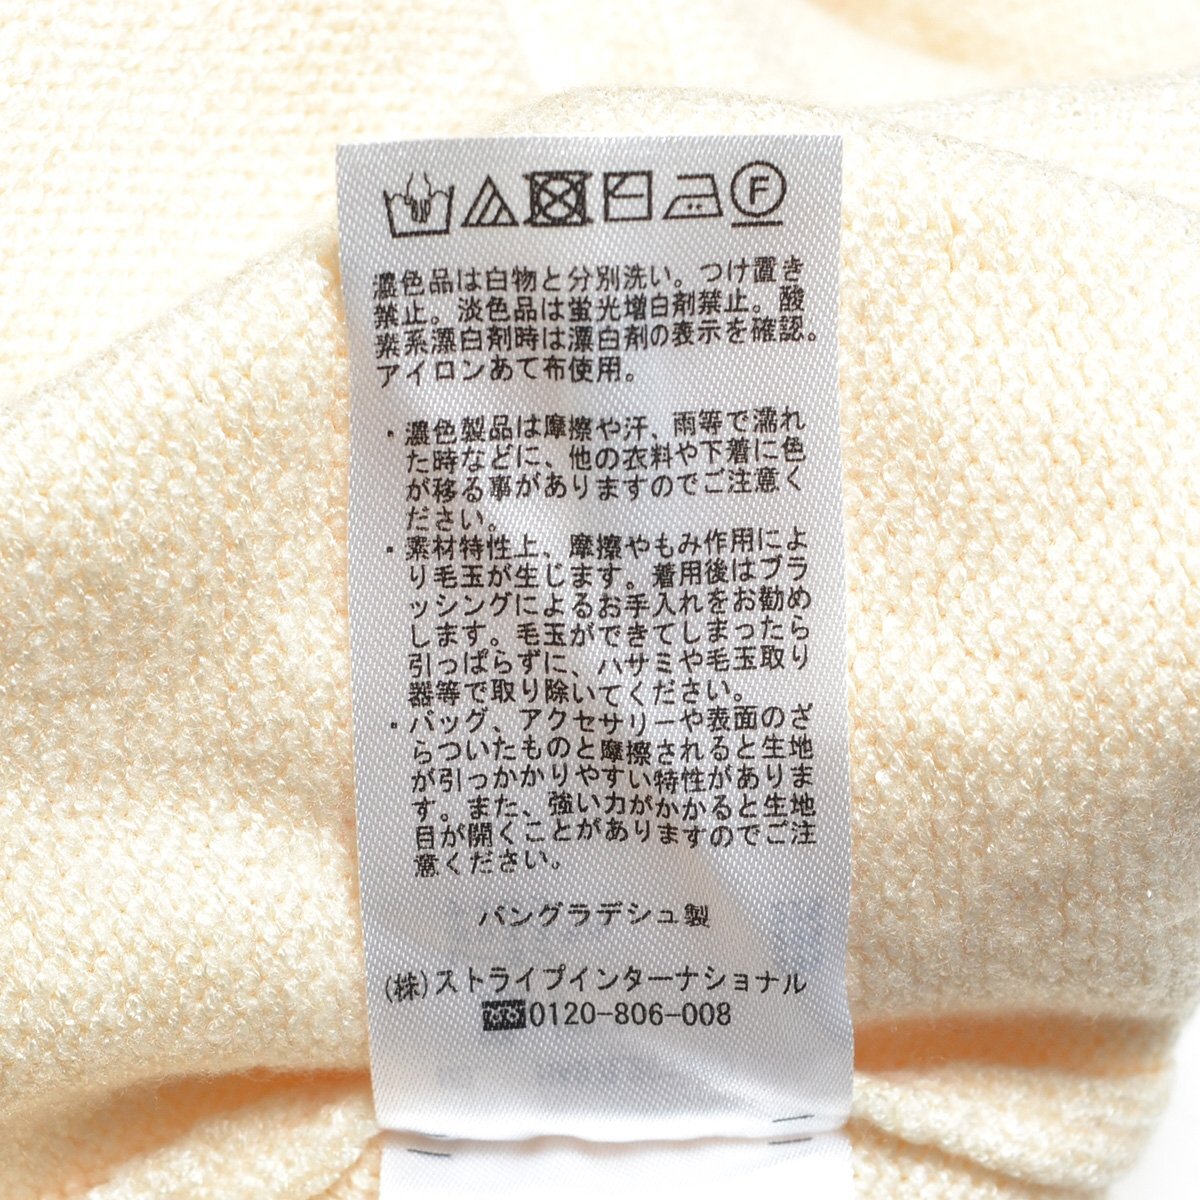 F
濃色品は白物と分別洗い。つけ置き
禁止。淡色品は蛍光増白剤禁止。酸
素系漂白剤時は漂白剤の表示を確認。
アイロンあて布使用。
・濃色製品は摩擦や汗、雨等で濡れ
た時などに、他の衣料や下着に色
が移る事がありますのでご注意く
ださい。
・素材特性上、摩擦やもみ作用によ
り毛玉が生じます。着用後はブラ
ッシングによるお手入れをお勧め
します。毛玉ができてしまったら
引っぱらずに、ハサミや毛玉取り
器等で取り除いてください。
・バッグ、アクセサリーや表面のざ
らついたものと摩擦されると生地
が引っかかりやすい特性がありま
す。また、強い力がかかると生地
目が開くことがありますのでご注
意ください。
バングラデシュ製
(株)ストライプインターナショナル
0120-806-008